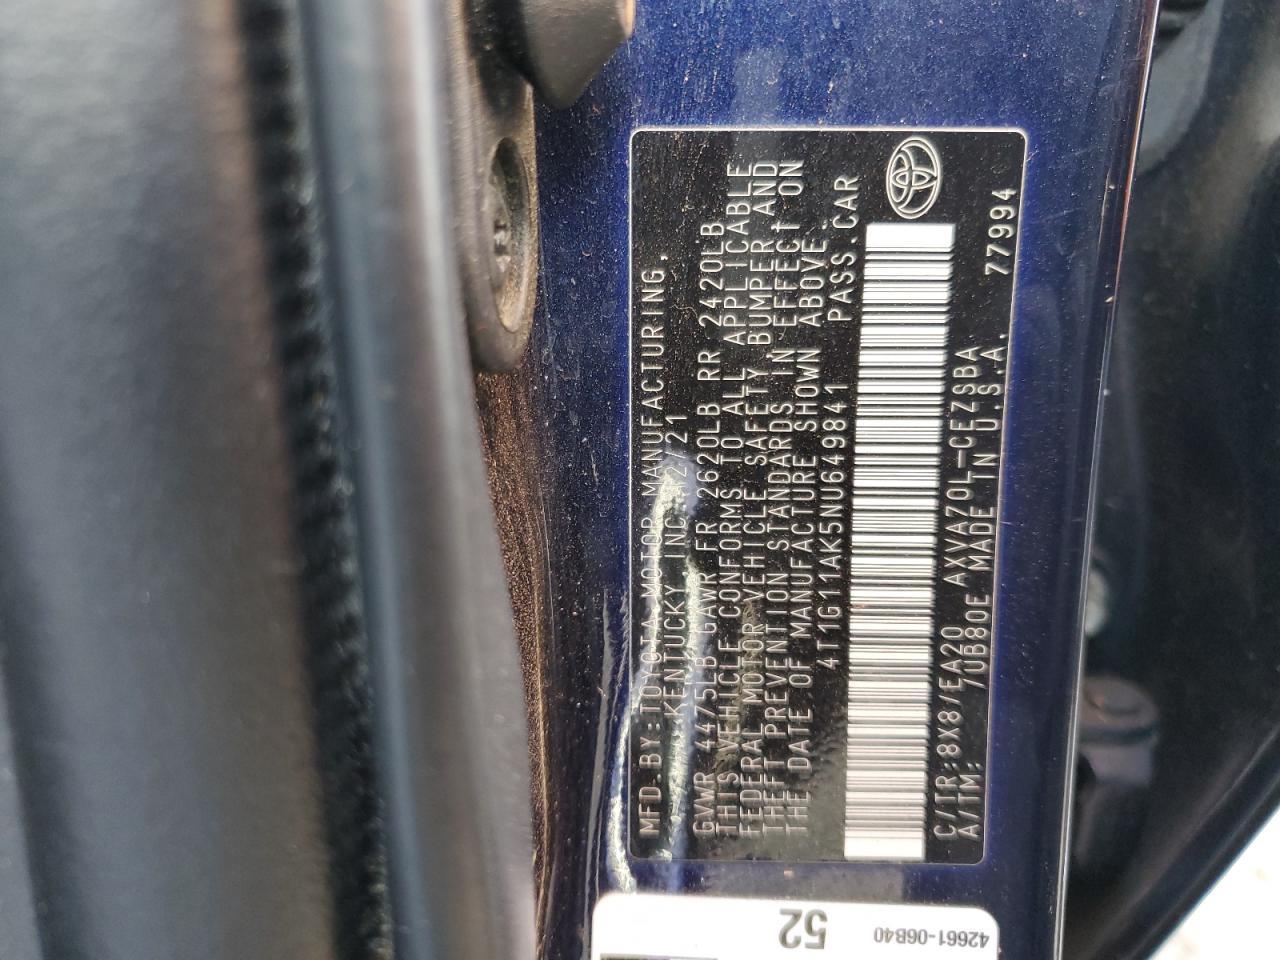 MFD.BY:TOYOTA MOTOR MANUFACTURING,
KENTUCKY,INC 12/21
GVWR 4475LB GAWR FR 2620LB RR 2420LB
THIS VEHICLE CONFORMS TO ALL APPLICABLE
FEDERAL MOTOR VEHICLE SAFETY, BUMPER, AND
THEFT PREVENTION STANDARDS IN EFFECT ON
THE DATE OF MANUFACTURE SHOWN ABOVE.
4T1G11AK5NU649841 PASS.CAR
C/TR:8X8/EA20 AXVA70L-CEZSBA
A/TM: /UB80E MADE IN U.S.A. 77994
42661-06B40
52